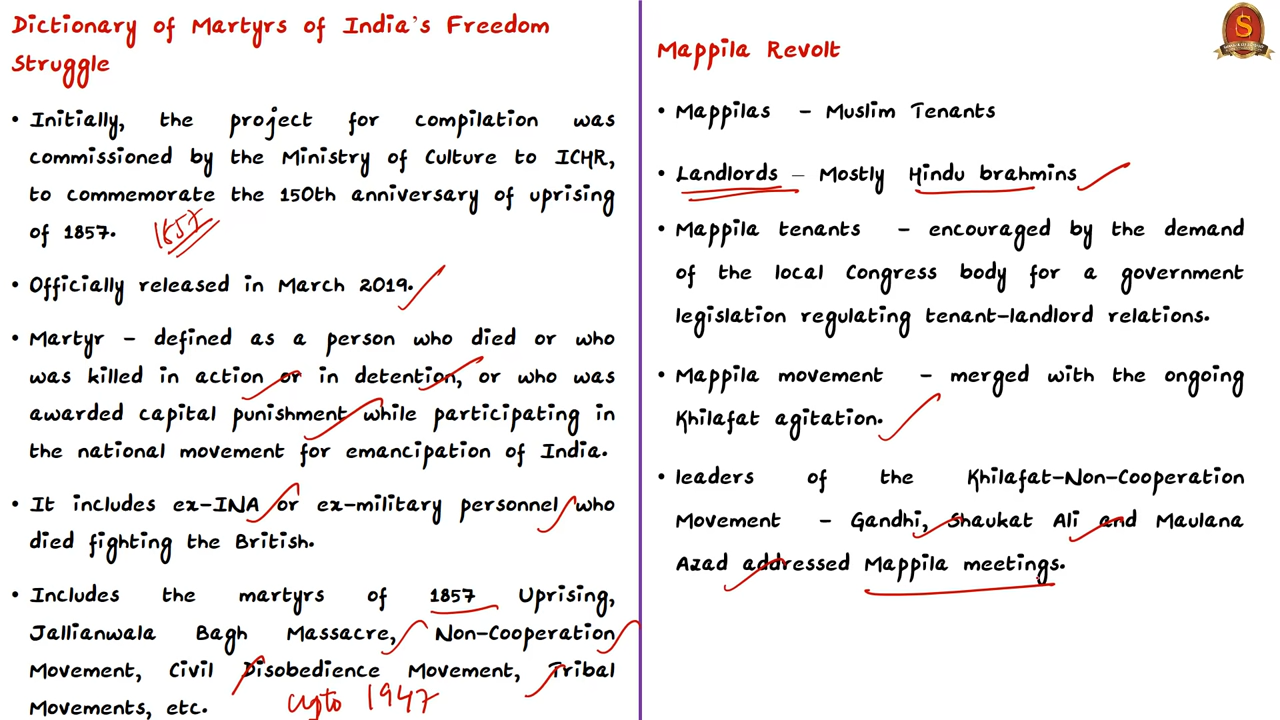 Dictionary of Martyrs of India's Freedom
Struggle
• Initially, the project for compilation was
commissioned by the Ministry of Culture to ICHR,
to commemorate the 150th anniversary of uprising
of 1857.
1857
• Officially released in March 2019.
• Martyr – defined as a person who died or who
was killed in action or in detention, or who was
awarded capital punishment while participating in
the national movement for emancipation of India.
• It includes ex-INA or ex-military personnel who
died fighting the British.
• Includes the martyrs of 1857 Uprising,
Jallianwala Bagh Massacre, Non-Cooperation
Movement, Civil Disobedience Movement, Tribal
Movements, etc.
upto 1947
Mappila Revolt
• Mappilas – Muslim Tenants
• Landlords – Mostly Hindu brahmins
• Mappila tenants – encouraged by the demand
of the local Congress body for a government
legislation regulating tenant-landlord relations.
• Mappila movement – merged with the ongoing
Khilafat agitation.
• leaders of the Khilafat-Non-Cooperation
Movement – Gandhi, Shaukat Ali and Maulana
Azad addressed Mappila meetings.
S